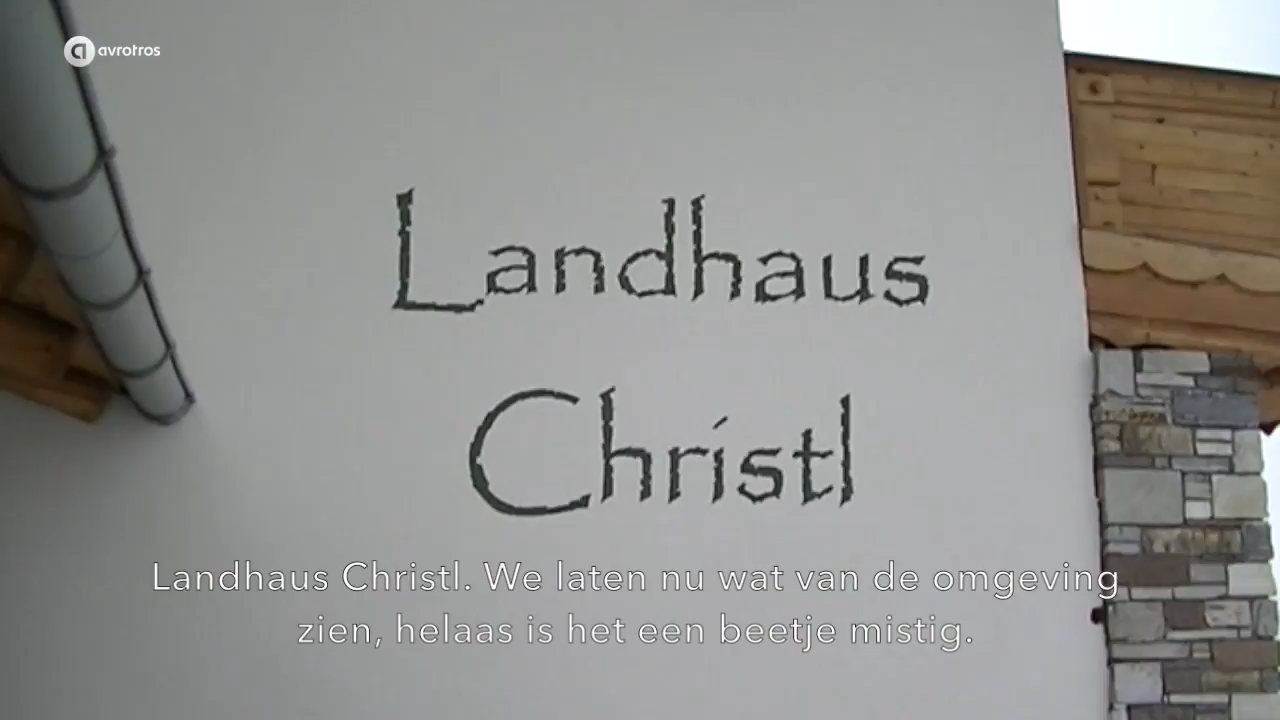 avrotros
Landhaus
Christl
Landhaus Christl. We laten nu wat van de omgeving
zien, helaas is het een beetje mistig.